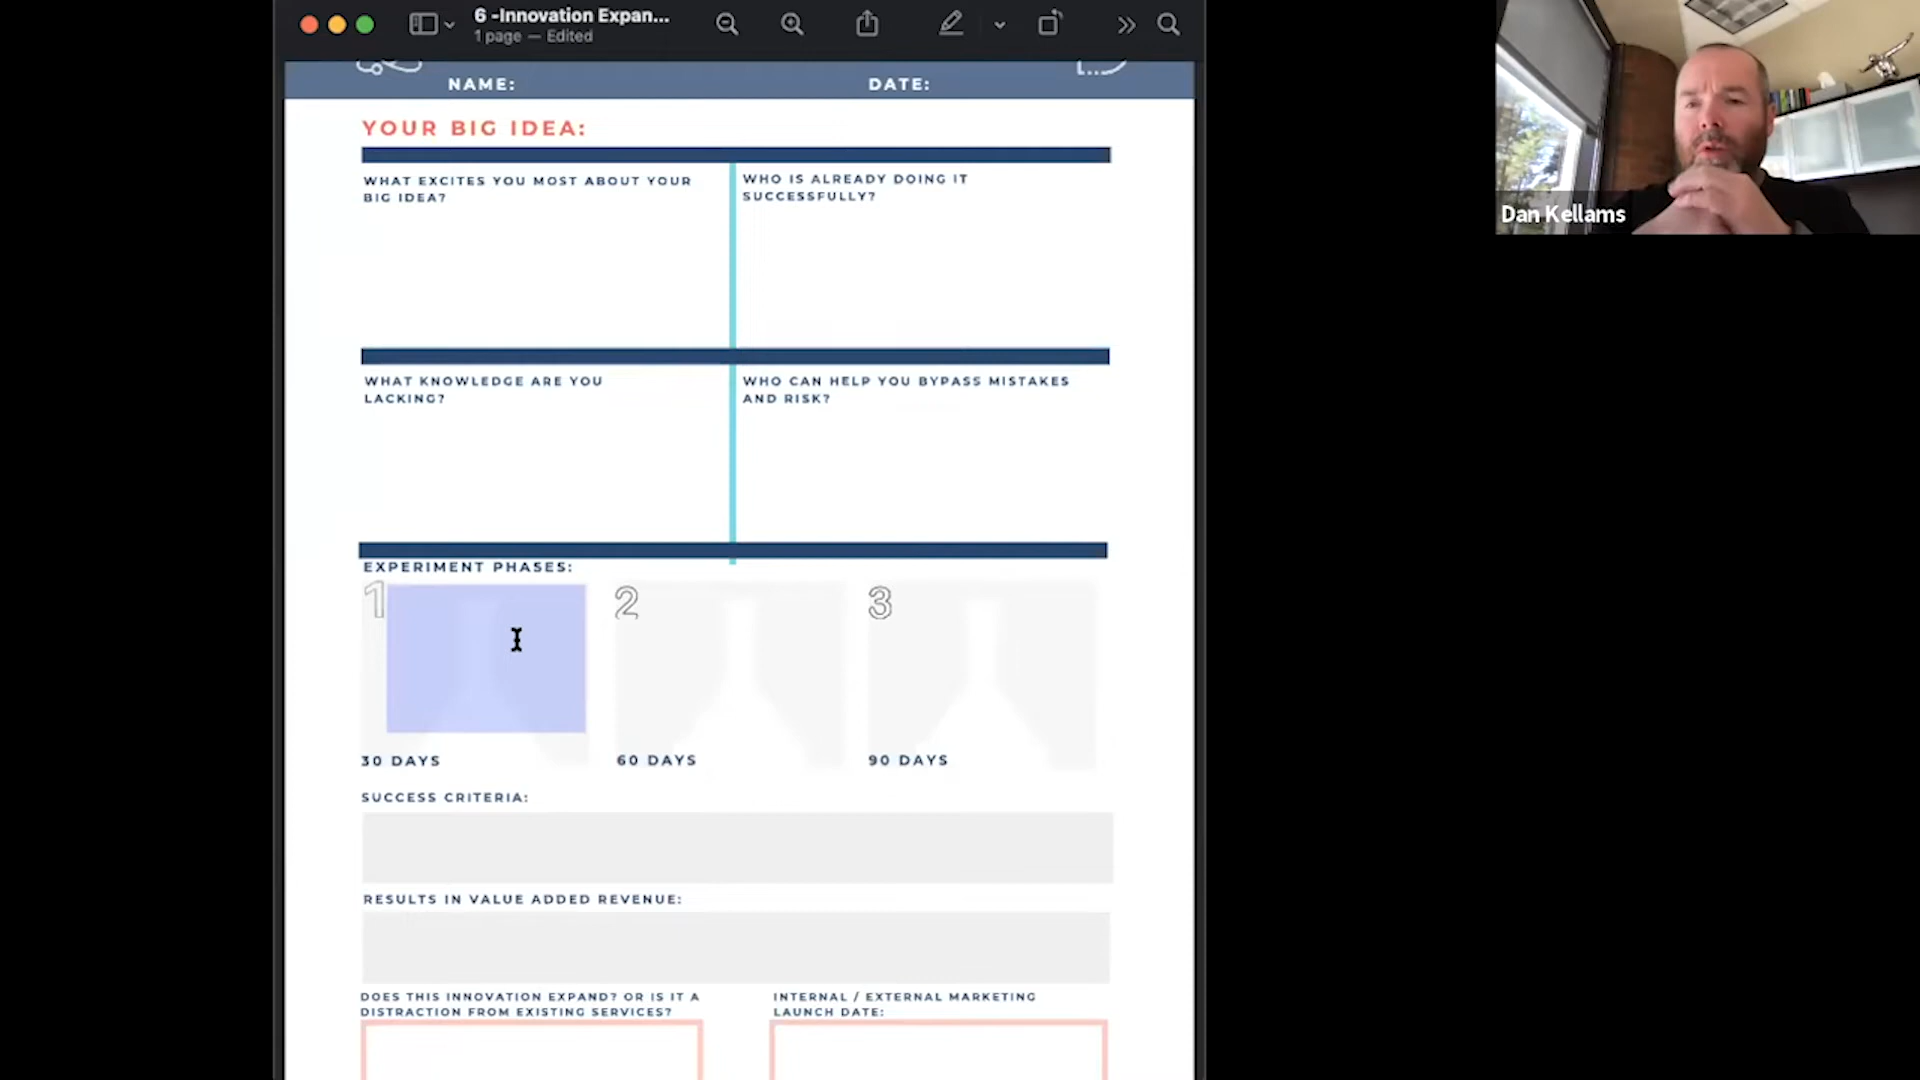 6 -Innovation Expan...
1 page — Edited
NAME:
DATE:
YOUR BIG IDEA:
WHAT EXCITES YOU MOST ABOUT YOUR
BIG IDEA?
WHO IS ALREADY DOING IT
SUCCESSFULLY?
WHAT KNOWLEDGE ARE YOU
LACKING?
WHO CAN HELP YOU BYPASS MISTAKES
AND RISK?
EXPERIMENT PHASES:
1
2
3
30 DAYS
60 DAYS
90 DAYS
SUCCESS CRITERIA:
RESULTS IN VALUE ADDED REVENUE:
DOES THIS INNOVATION EXPAND? OR IS IT A
DISTRACTION FROM EXISTING SERVICES?
INTERNAL / EXTERNAL MARKETING
LAUNCH DATE:
Dan Kellams